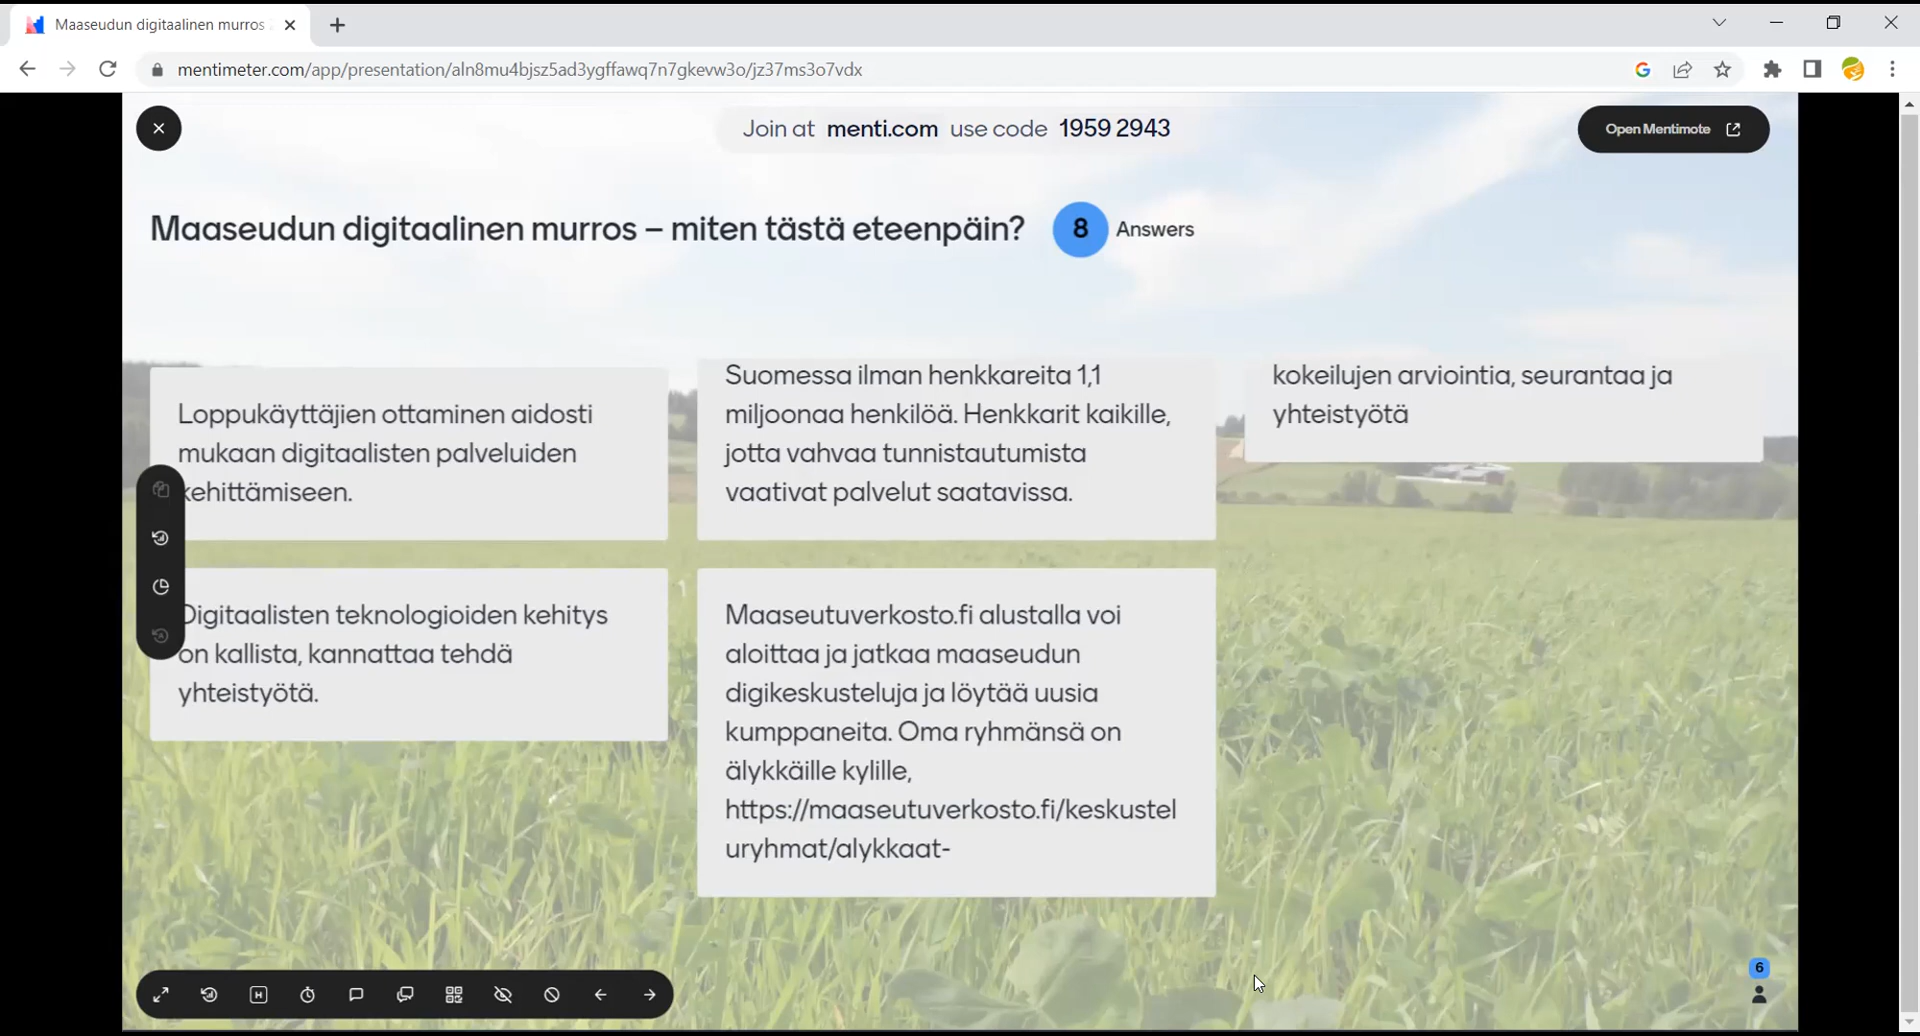 Maaseudun digitaalinen murros
mentimeter.com/app/presentation/aln8mu4bjsz5ad3ygffawq7n7gkevw3o/jz37ms3o7vdx
Join at menti.com use code 1959 2943
Open Mentimote
Maaseudun digitaalinen murros – miten tästä eteenpäin?
8 Answers
Loppukäyttäjien ottaminen aidosti
mukaan digitaalisten palveluiden
kehittämiseen.
Digitaalisten teknologioiden kehitys
on kallista, kannattaa tehdä
yhteistyötä.
Suomessa ilman henkkareita 1,1
miljoonaa henkilöä. Henkkarit kaikille,
jotta vahvaa tunnistautumista
vaativat palvelut saatavissa.
Maaseutuverkosto.fi alustalla voi
aloittaa ja jatkaa maaseudun
digikeskusteluja ja löytää uusia
kumppaneita. Oma ryhmänsä on
älykkäille kylille,
https://maaseutuverkosto.fi/keskustel
uryhmat/alykkaat-
kokeilujen arviointia, seurantaa ja
yhteistyötä
H
6